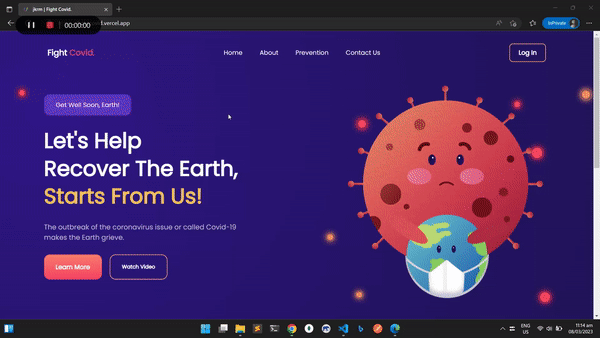 jkrm | Fight Covid.
00:00:00
d.vercel.app
InPrivate
Fight Covid.
Home
About
Prevention
Contact Us
Log In
Get Well Soon, Earth!
Let's Help
Recover The Earth,
Starts From Us!
The outbreak of the coronavirus issue or called Covid-19
makes the Earth grieve.
Learn More
Watch Video
ENG
US
11:14 am
08/03/2023